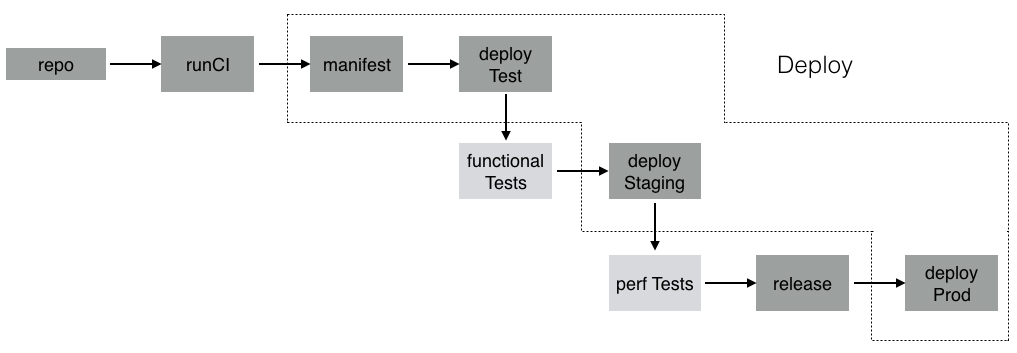 repo
runCI
manifest
deploy
Test
Deploy
functional
Tests
deploy
Staging
perf Tests
release
deploy
Prod